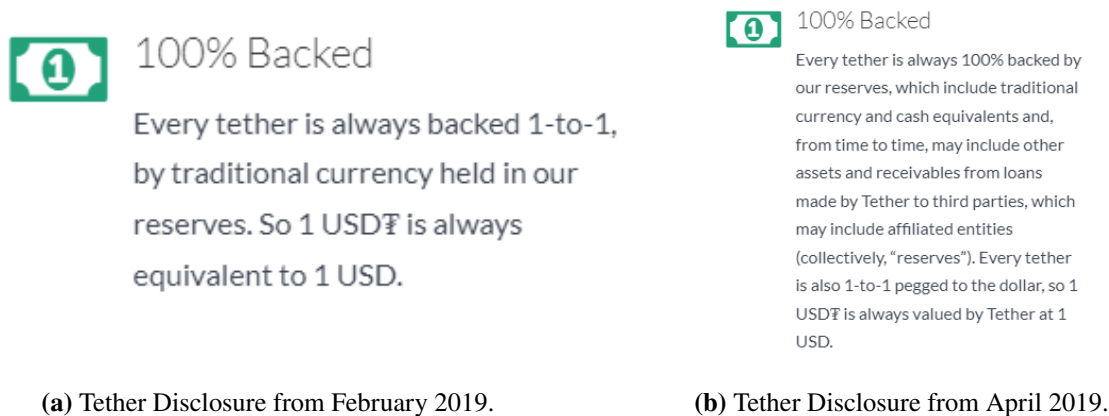 1
100% Backed
Every tether is always backed 1-to-1,
by traditional currency held in our
reserves. So 1 USD₮ is always
equivalent to 1 USD.
(a) Tether Disclosure from February 2019.
1
100% Backed
Every tether is always 100% backed by
our reserves, which include traditional
currency and cash equivalents and,
from time to time, may include other
assets and receivables from loans
made by Tether to third parties, which
may include affiliated entities
(collectively, “reserves”). Every tether
is also 1-to-1 pegged to the dollar, so 1
USD₮ is always valued by Tether at 1
USD.
(b) Tether Disclosure from April 2019.